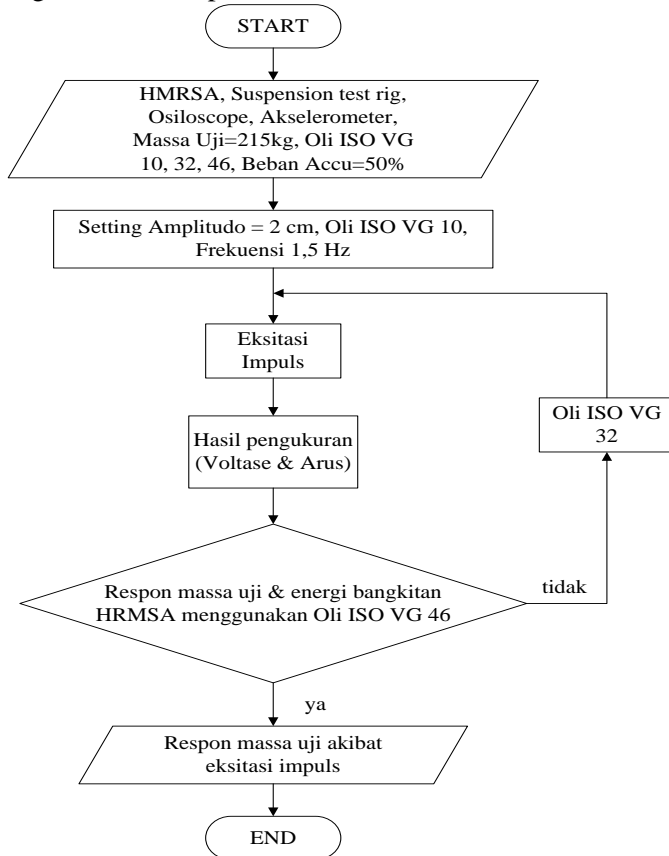 START
HMRSA, Suspension test rig,
Osiloscope, Akselerometer,
Massa Uji=215kg, Oli ISO VG
10, 32, 46, Beban Accu=50%
Setting Amplitudo = 2 cm, Oli ISO VG 10,
Frekuensi 1,5 Hz
Eksitasi
Impuls
Hasil pengukuran
(Voltase & Arus)
Oli ISO VG
32
Respon massa uji & energi bangkitan
HRMSA menggunakan Oli ISO VG 46
tidak
ya
Respon massa uji akibat
eksitasi impuls
END